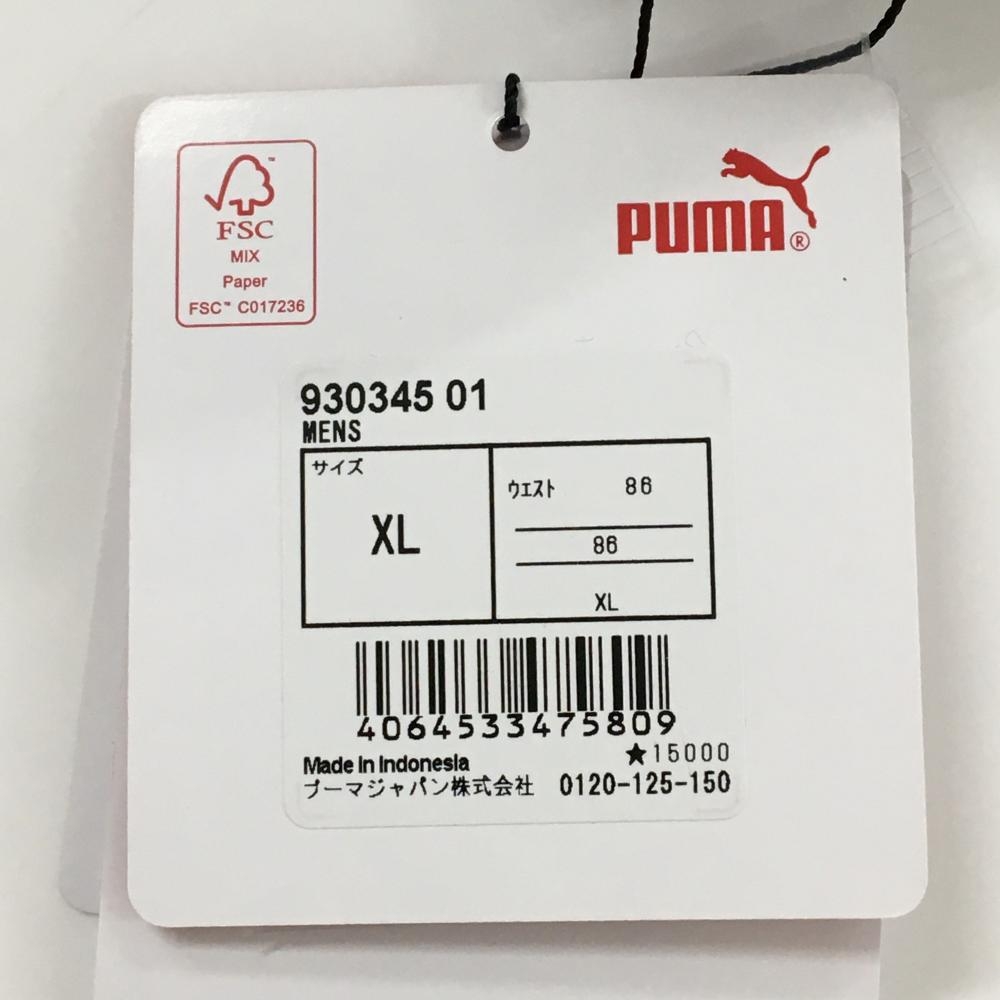 FSC™
MIX
Paper
FSC™ C017236
PUMA®
930345 01
MENS
サイズ
XL
ウエスト 86
86
XL
4064533475809
★15000
Made in Indonesia
プーマジャパン株式会社 0120-125-150